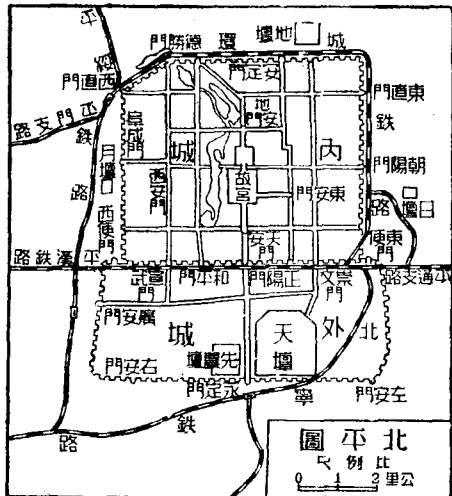 北平圖
比例尺
0 1 2 公里
環城鐵路
地壇
德勝門
安定門
西直門
東直門
平綏鐵路
平門支路
地安門
阜成門
朝陽門
內城
故宮
月壇
日壇
西安門
東安門
西便門
東便門
天安門
平漢鐵路
宣武門
和平門
正陽門
崇文門
平通支路
廣安門
外城
天壇
先農壇
右安門
永定門
左安門
北寧鐵路